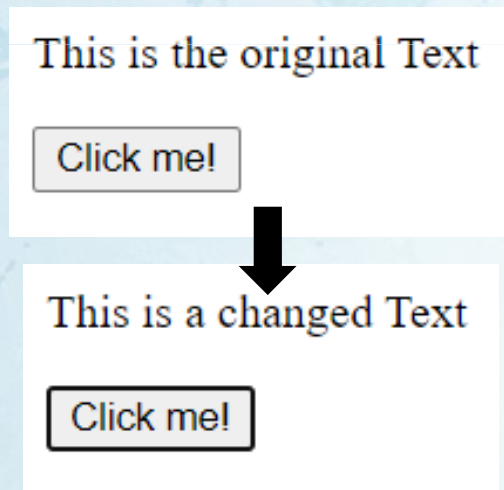 This is the original Text
Click me!
This is a changed Text
Click me!